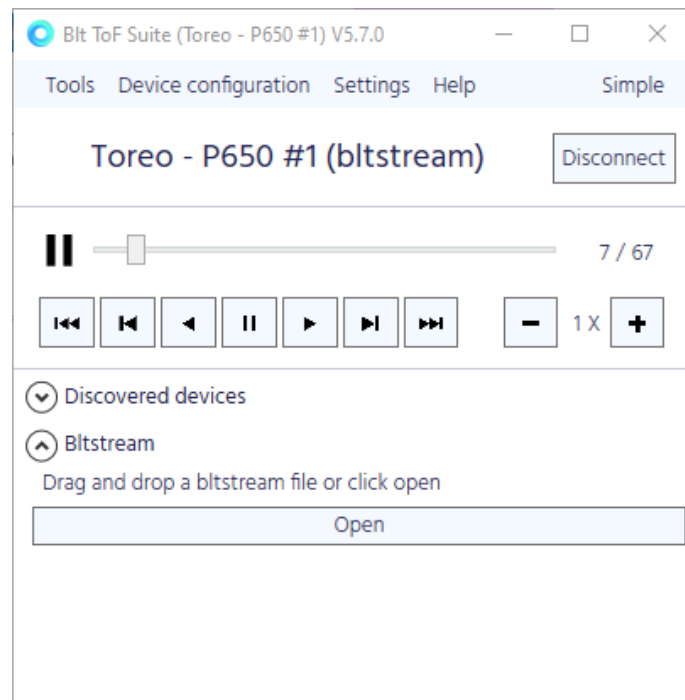 Blt ToF Suite (Toreo - P650 #1) V5.7.0
Tools Device configuration Settings Help Simple
Toreo - P650 #1 (bltstream) Disconnect
7 / 67
1 X
Discovered devices
Bltstream
Drag and drop a bltstream file or click open
Open